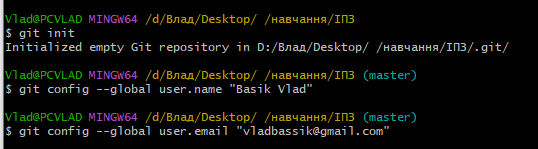 Vlad@PCVLAD MINGW64 /d/Влад/Desktop/ /навчання/ІПЗ
$ git init
Initialized empty Git repository in D:/Влад/Desktop/ /навчання/ІПЗ/.git/
Vlad@PCVLAD MINGW64 /d/Влад/Desktop/ /навчання/ІПЗ (master)
$ git config --global user.name "Basik Vlad"
Vlad@PCVLAD MINGW64 /d/Влад/Desktop/ /навчання/ІПЗ (master)
$ git config --global user.email "vladbassik@gmail.com"